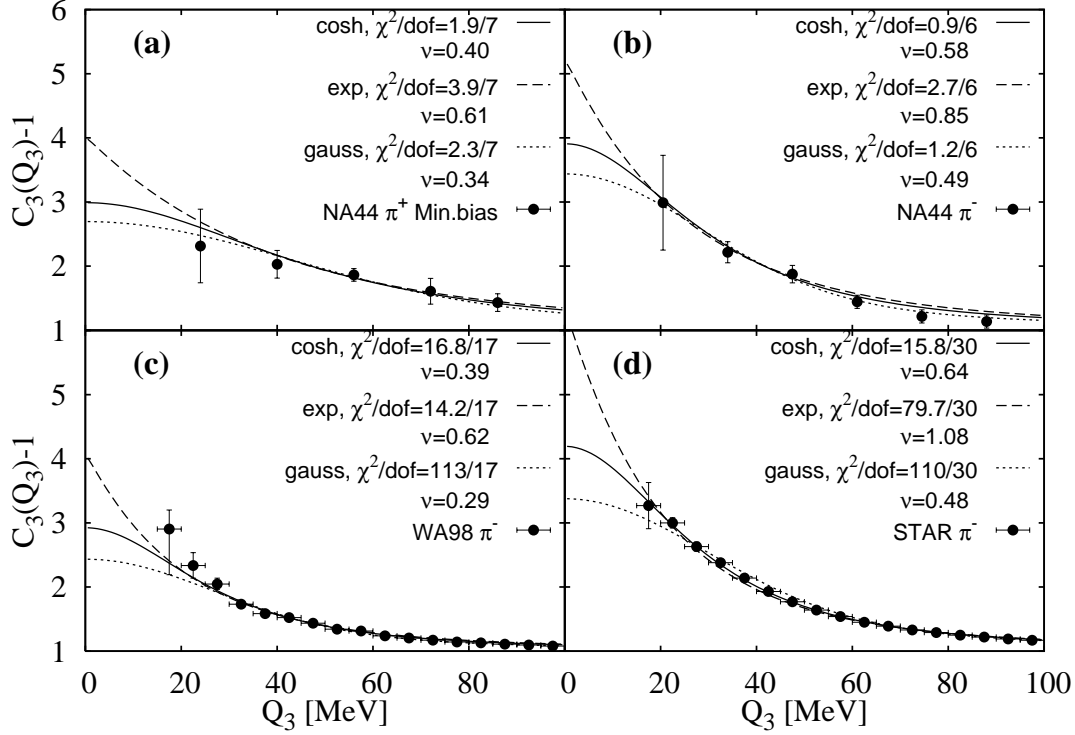 6
5
4
3
2
1
C₃(Q₃)-1
(a)
cosh, χ²/dof=1.9/7
ν=0.40
exp, χ²/dof=3.9/7
ν=0.61
gauss, χ²/dof=2.3/7
ν=0.34
NA44 π⁺ Min.bias
(b)
cosh, χ²/dof=0.9/6
ν=0.58
exp, χ²/dof=2.7/6
ν=0.85
gauss, χ²/dof=1.2/6
ν=0.49
NA44 π⁻
5
4
3
2
1
C₃(Q₃)-1
(c)
cosh, χ²/dof=16.8/17
ν=0.39
exp, χ²/dof=14.2/17
ν=0.62
gauss, χ²/dof=113/17
ν=0.29
WA98 π⁻
(d)
cosh, χ²/dof=15.8/30
ν=0.64
exp, χ²/dof=79.7/30
ν=1.08
gauss, χ²/dof=110/30
ν=0.48
STAR π⁻
0 20 40 60 80
0 20 40 60 80 100
Q₃ [MeV]
Q₃ [MeV]